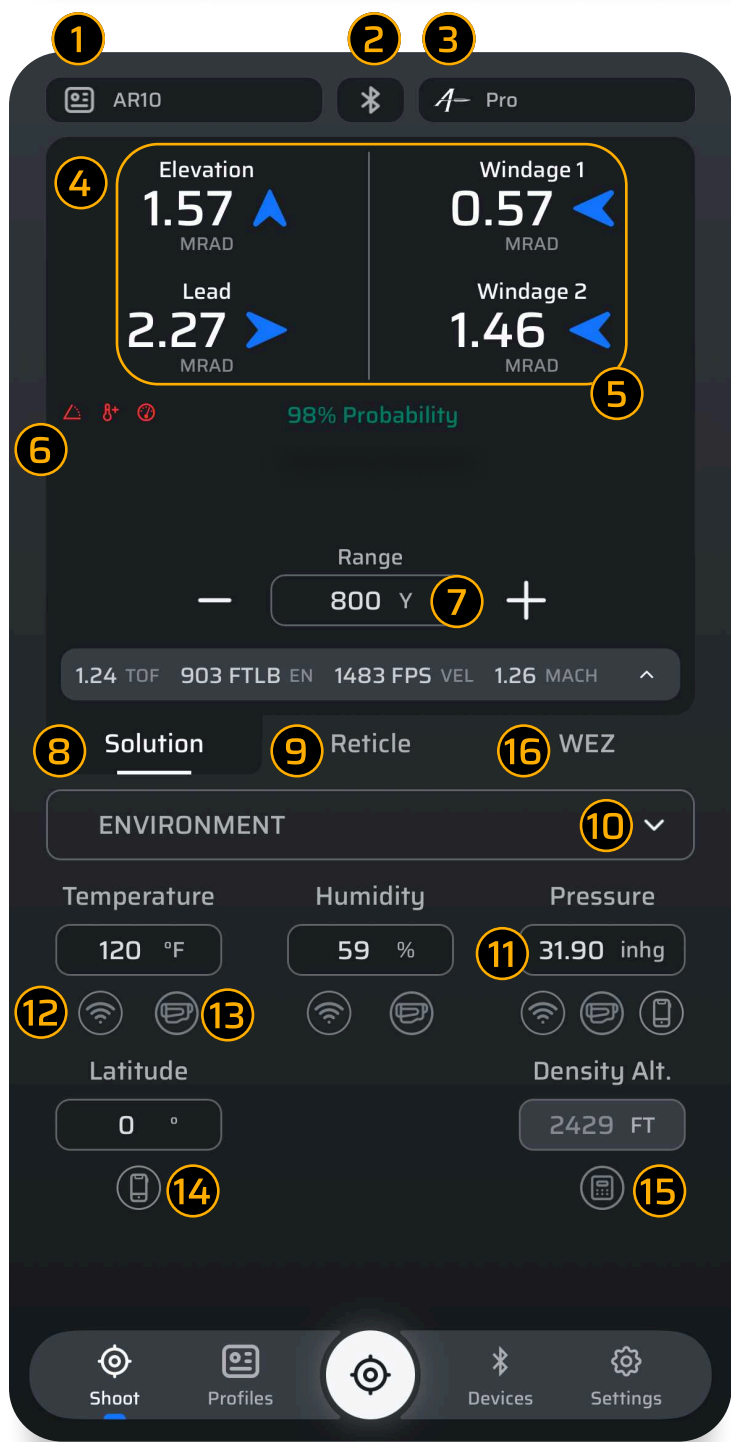 1 2 3
AR10 A Pro
4 Elevation Windage 1
1.57 0.57
MRAD MRAD
Lead Windage 2
2.27 1.46
MRAD MRAD
5
98% Probability
6
Range
800 Y 7
1.24 TOF 903 FTLB EN 1483 FPS VEL 1.26 MACH
8 Solution 9 Reticle 16 WEZ
ENVIRONMENT 10
Temperature Humidity Pressure
120 °F 59 % 11 31.90 inhg
12 13
Latitude Density Alt.
0 ° 2429 FT
14 15
Shoot Profiles Devices Settings